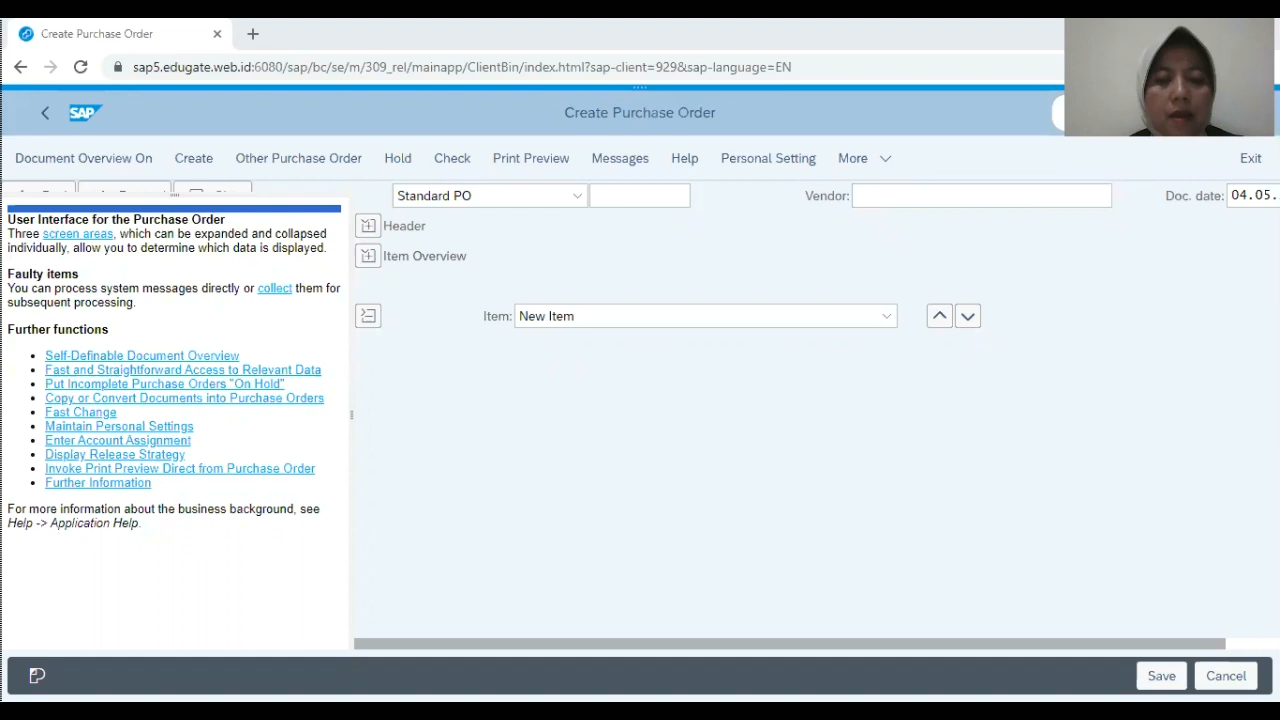 Create Purchase Order
sap5.edugate.web.id:6080/sap/bc/se/m/309_rel/mainapp/ClientBin/index.html?sap-client=929&sap-language=EN
SAP
Create Purchase Order
Document Overview On Create Other Purchase Order Hold Check Print Preview Messages Help Personal Setting More Exit
Standard PO Vendor: Doc. date: 04.05.
User Interface for the Purchase Order
Three screen areas, which can be expanded and collapsed
individually, allow you to determine which data is displayed.
Header
Item Overview
Faulty items
You can process system messages directly or collect them for
subsequent processing.
Item: New Item
Further functions
Self-Definable Document Overview
Fast and Straightforward Access to Relevant Data
Put Incomplete Purchase Orders "On Hold"
Copy or Convert Documents into Purchase Orders
Fast Change
Maintain Personal Settings
Enter Account Assignment
Display Release Strategy
Invoke Print Preview Direct from Purchase Order
Further Information
For more information about the business background, see
Help -> Application Help.
Save Cancel